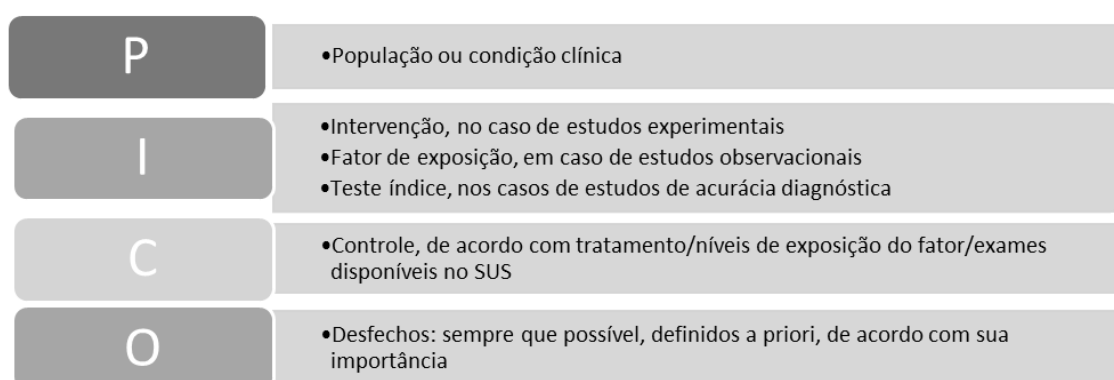 P
•População ou condição clínica
I
•Intervenção, no caso de estudos experimentais
•Fator de exposição, em caso de estudos observacionais
•Teste índice, nos casos de estudos de acurácia diagnóstica
C
•Controle, de acordo com tratamento/níveis de exposição do fator/exames
disponíveis no SUS
O
•Desfechos: sempre que possível, definidos a priori, de acordo com sua
importância